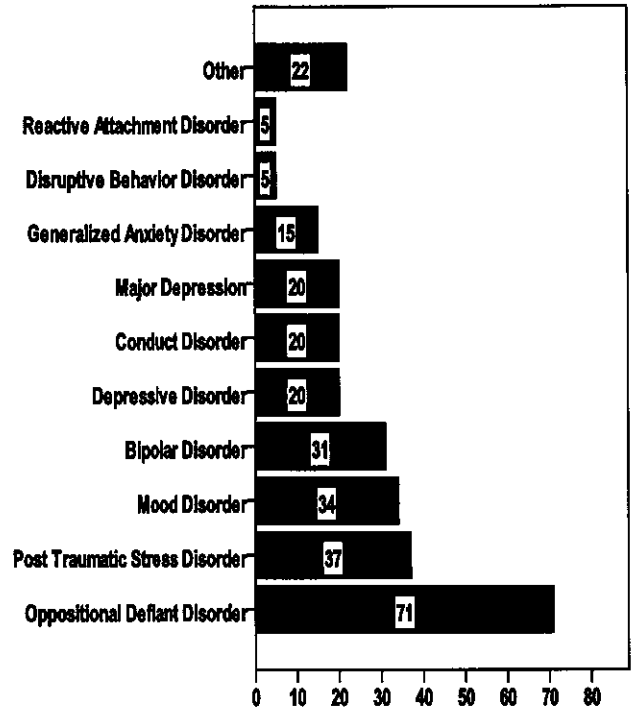 Other 22
Reactive Attachment Disorder 5
Disruptive Behavior Disorder 5
Generalized Anxiety Disorder 15
Major Depression 20
Conduct Disorder 20
Depressive Disorder 20
Bipolar Disorder 31
Mood Disorder 34
Post Traumatic Stress Disorder 37
Oppositional Defiant Disorder 71
0 10 20 30 40 50 60 70 80